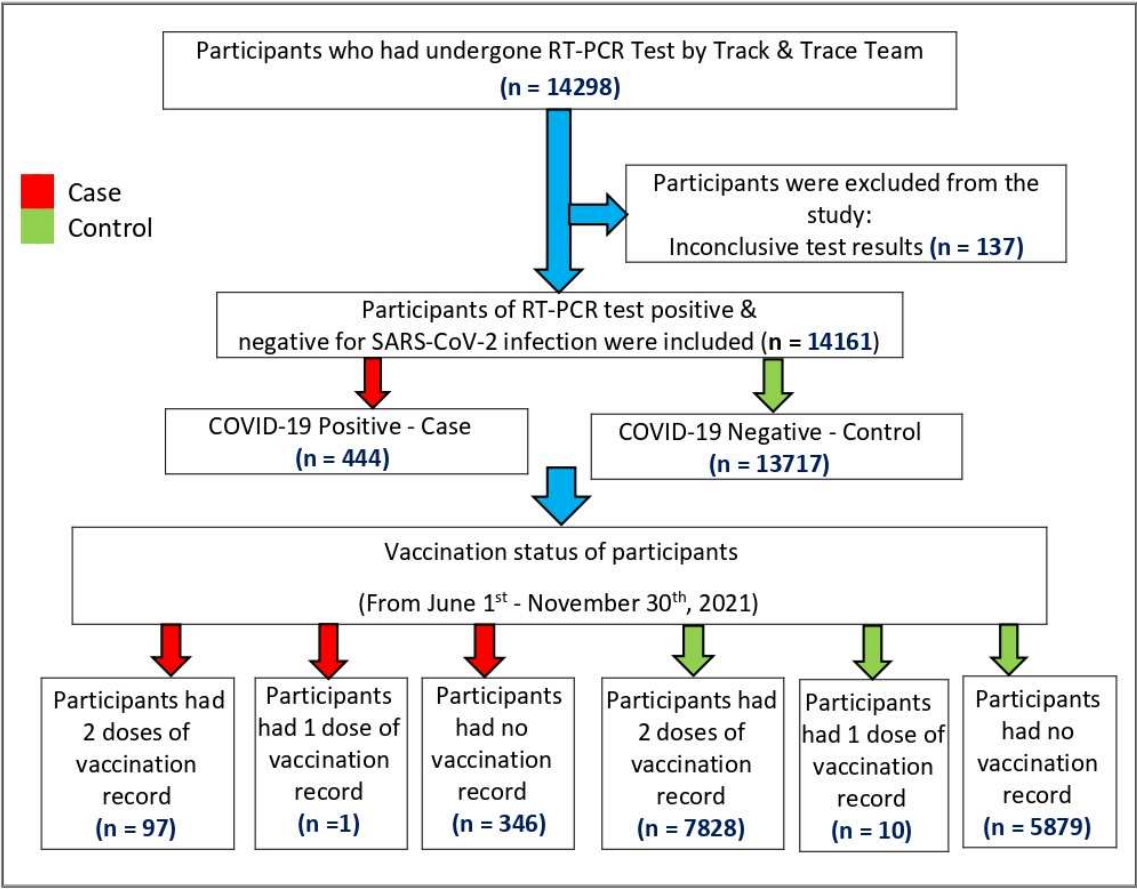 Participants who had undergone RT-PCR Test by Track & Trace Team
(n = 14298)
Case
Control
Participants were excluded from the
study:
Inconclusive test results (n = 137)
Participants of RT-PCR test positive &
negative for SARS-CoV-2 infection were included (n = 14161)
COVID-19 Positive - Case
(n = 444)
COVID-19 Negative - Control
(n = 13717)
Vaccination status of participants
(From June 1st - November 30th, 2021)
Participants had
2 doses of
vaccination
record
(n = 97)
Participants
had 1 dose of
vaccination
record
(n =1)
Participants
had no
vaccination
record
(n = 346)
Participants had
2 doses of
vaccination
record
(n = 7828)
Participants
had 1 dose of
vaccination
record
(n = 10)
Participants
had no
vaccination
record
(n = 5879)